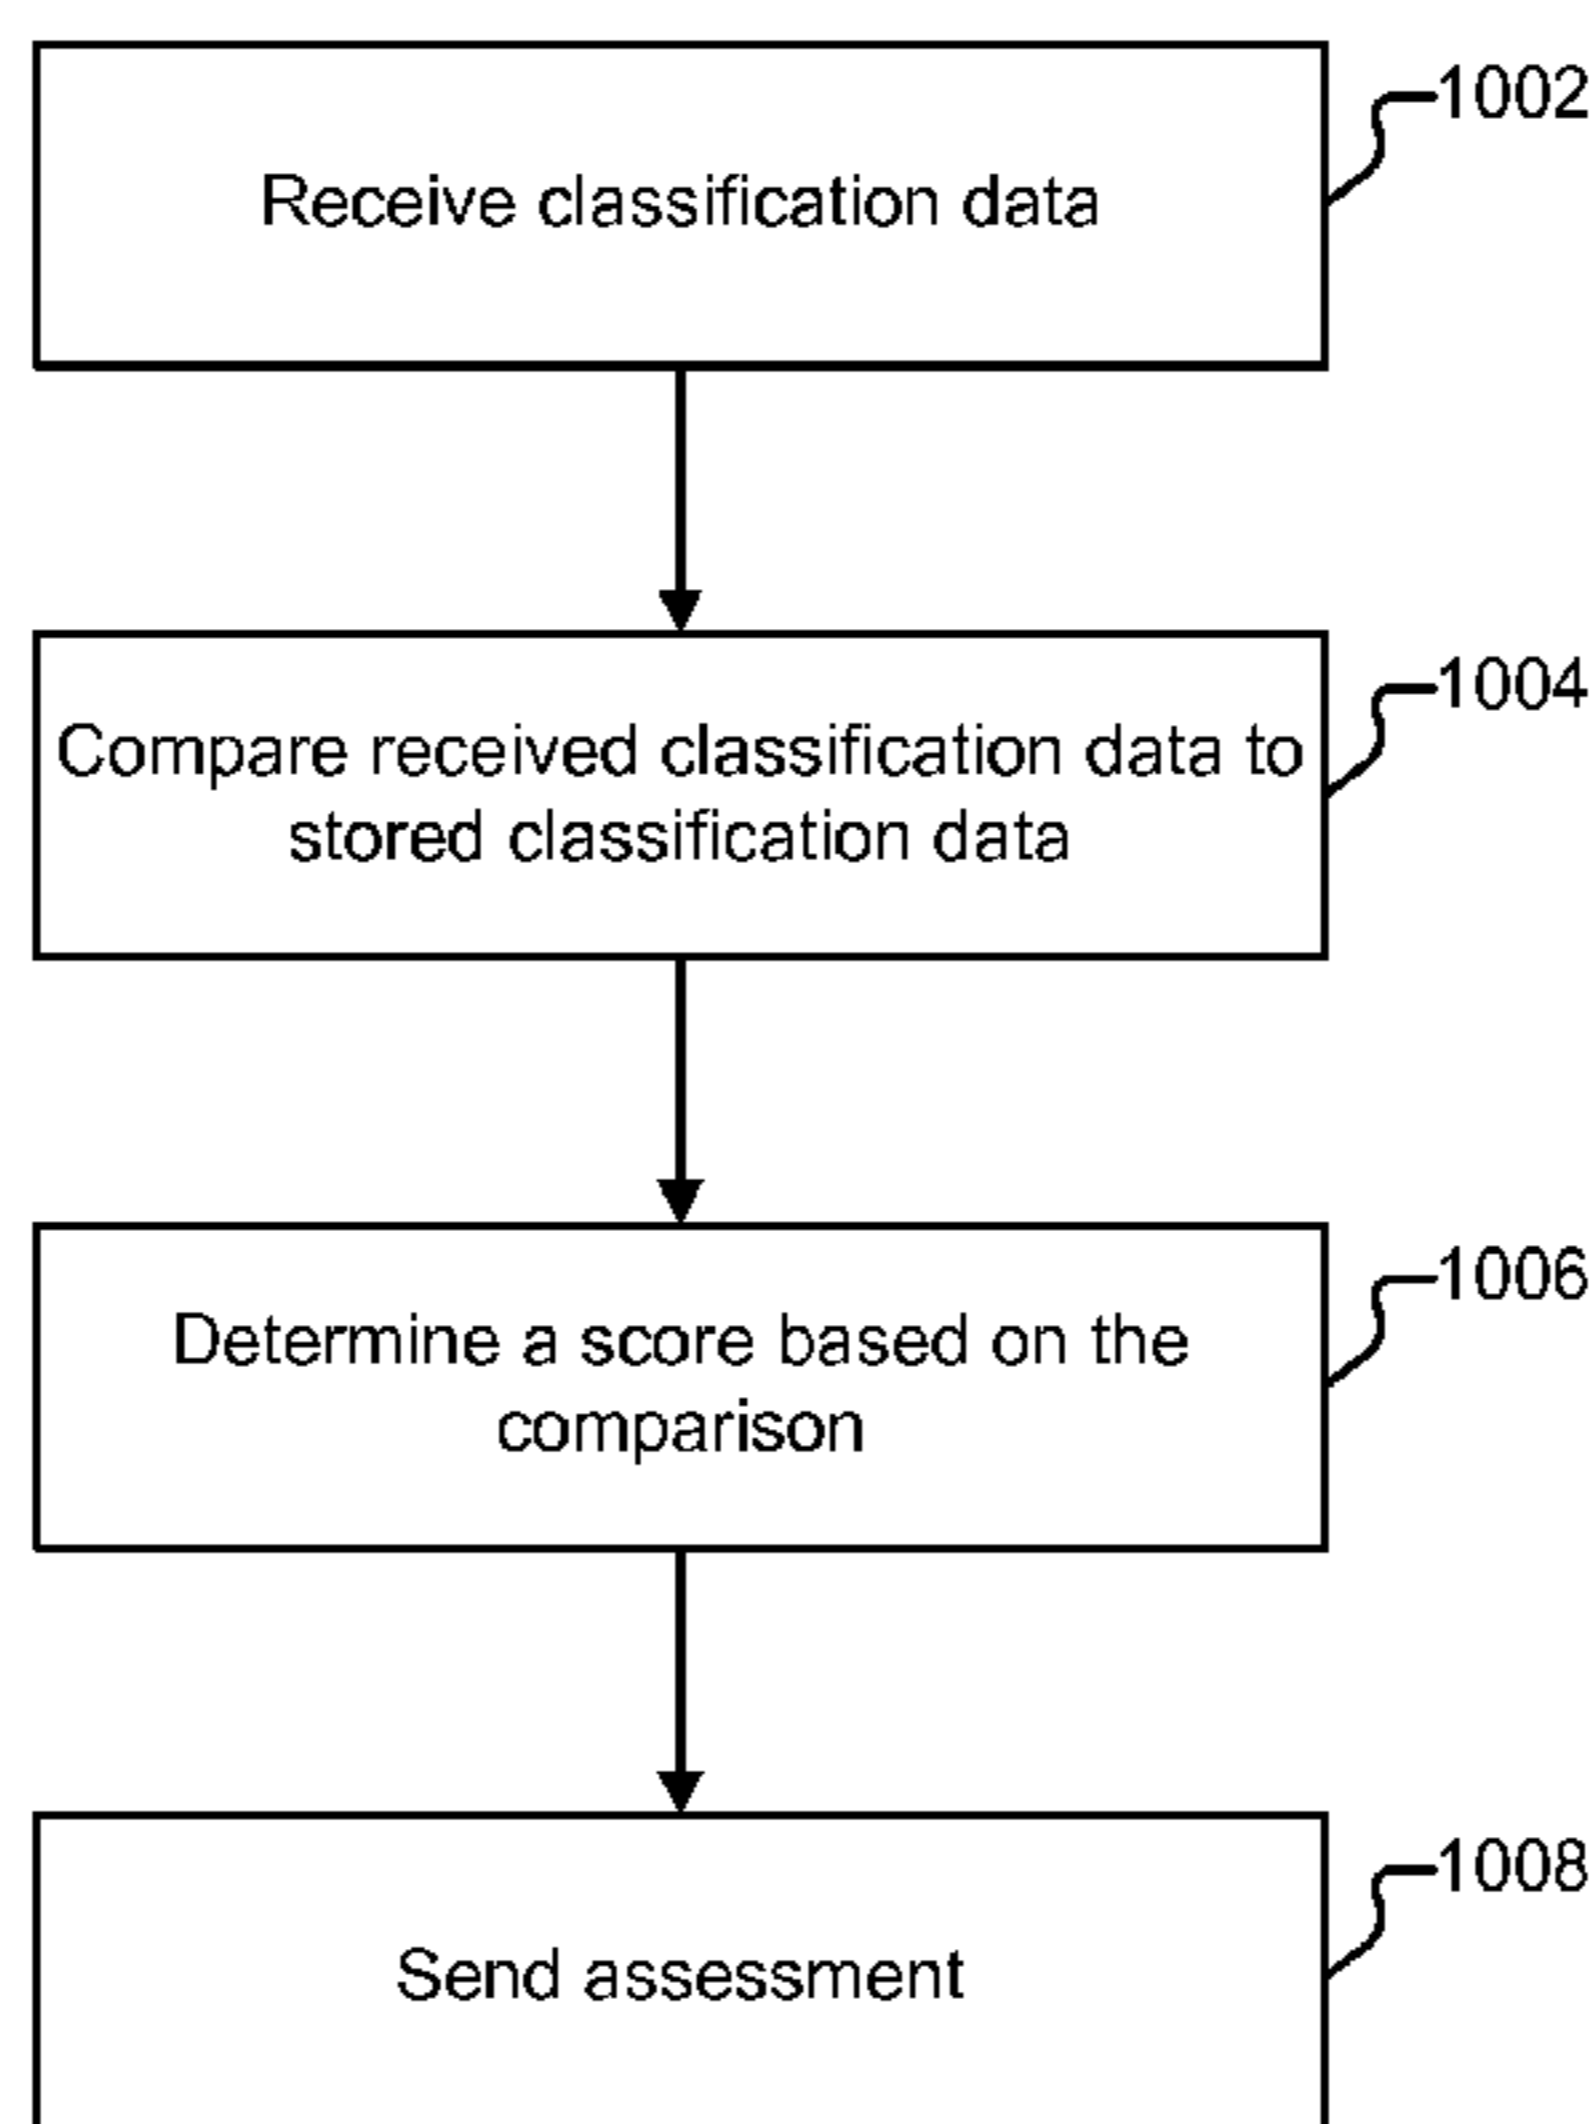 1002
Receive classification data
1004
Compare received classification data to
stored classification data
1006
Determine a score based on the
comparison
1008
Send assessment